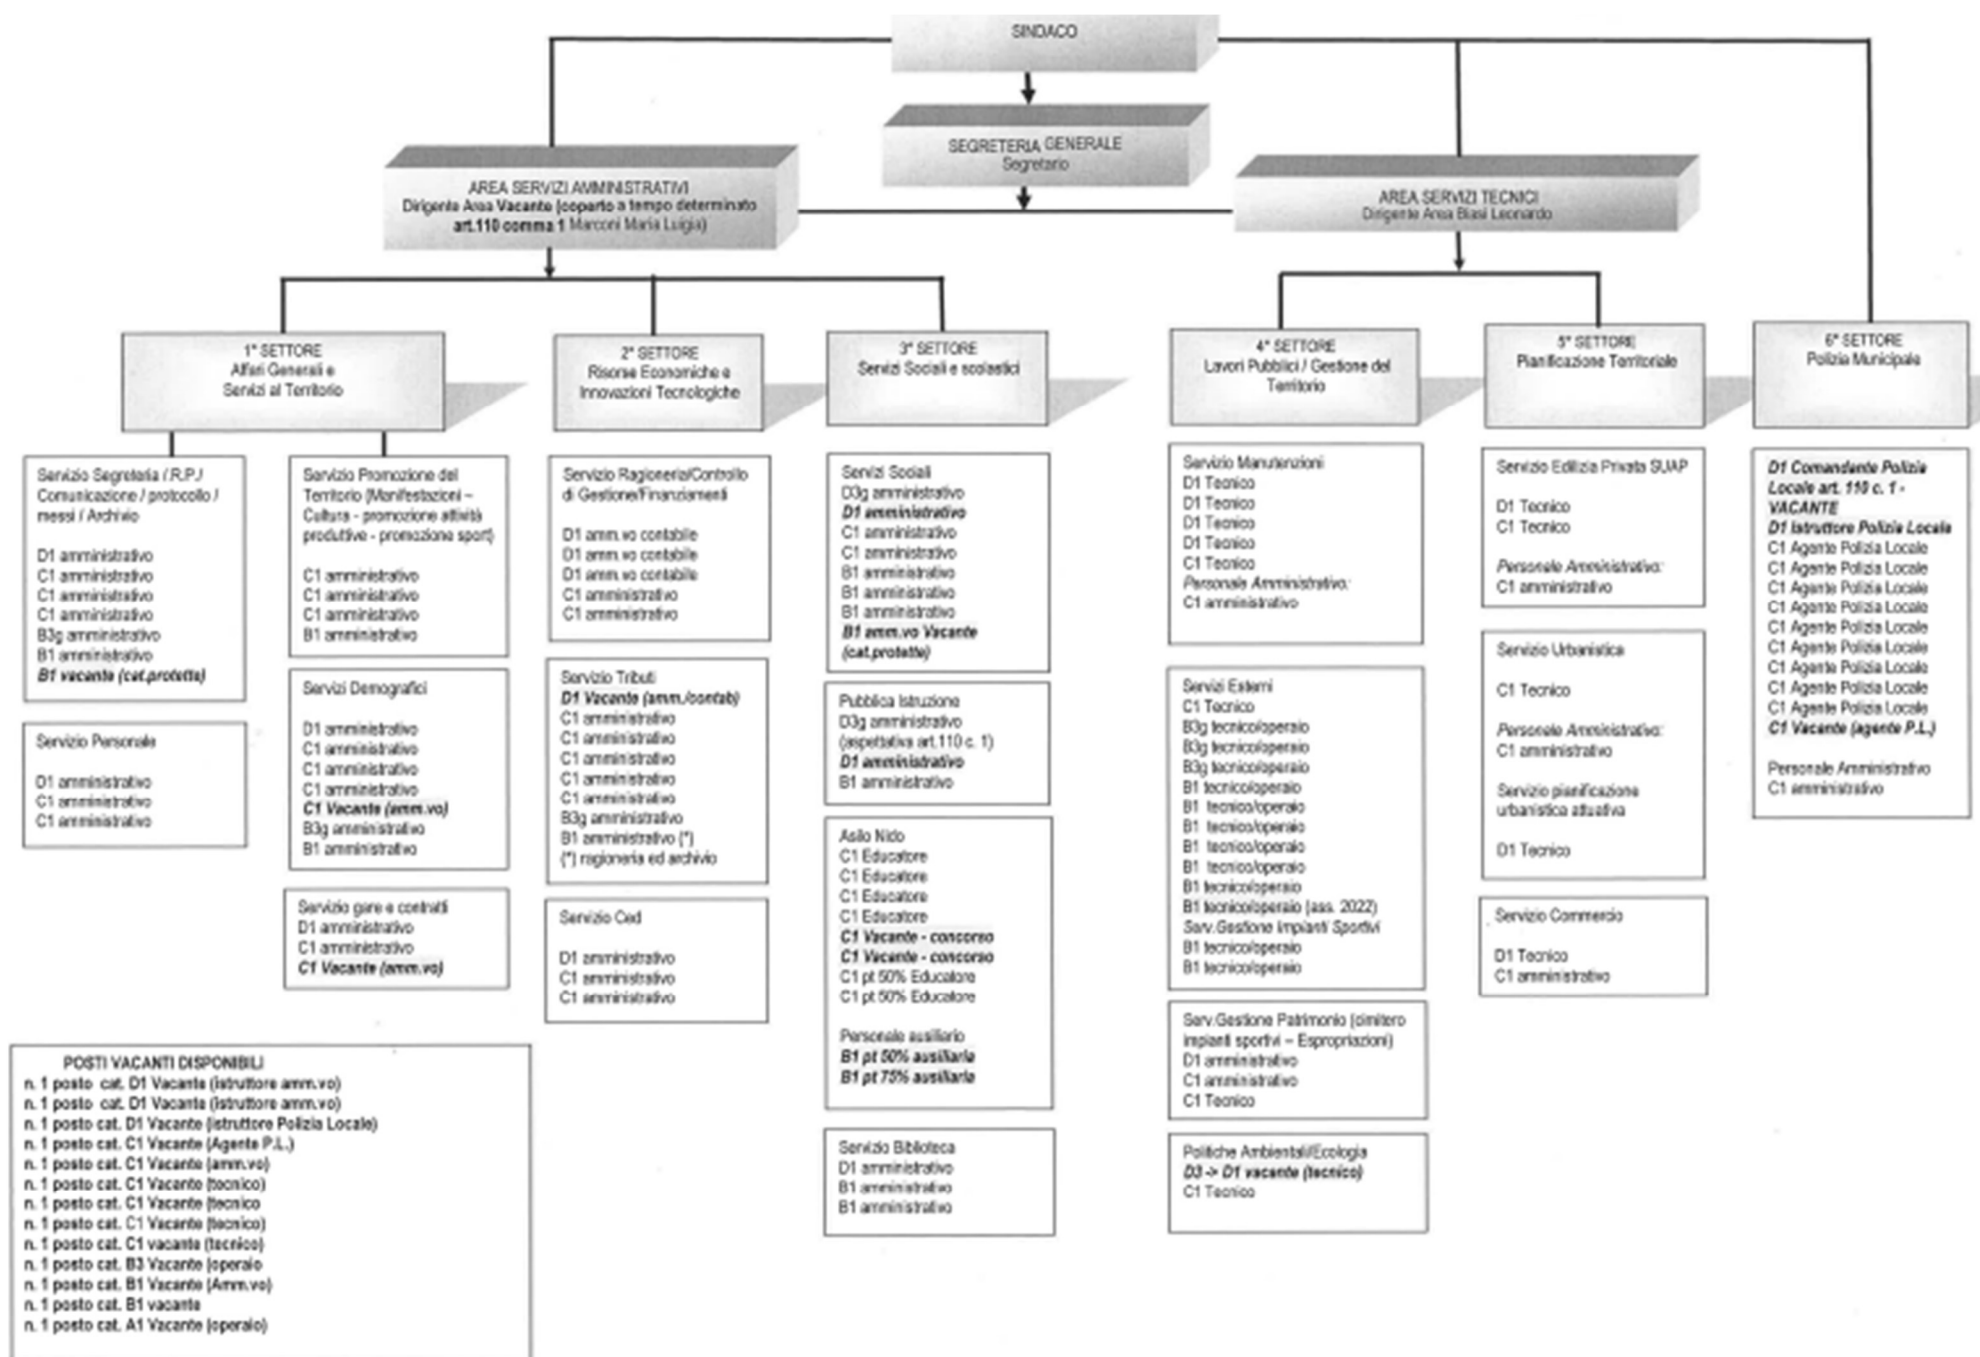 SINDACO
SEGRETERIA GENERALE
Segretario
AREA SERVIZI AMMINISTRATIVI
Dirigente Area Vacante (coperto a tempo determinato
art.110 comma 1 Marconi Maria Luigia)
AREA SERVIZI TECNICI
Dirigente Area Biasi Leonardo
1° SETTORE
Affari Generali e
Servizi al Territorio
2° SETTORE
Risorse Economiche e
Innovazioni Tecnologiche
3° SETTORE
Servizi Sociali e scolastici
4° SETTORE
Lavori Pubblici / Gestione del
Territorio
5° SETTORE
Pianificazione Territoriale
6° SETTORE
Polizia Municipale
Servizio Segreteria / R.P./
Comunicazione / protocollo /
messi / Archivio
D1 amministrativo
C1 amministrativo
C1 amministrativo
C1 amministrativo
B3g amministrativo
B1 amministrativo
B1 vacante (cat.protetta)
Servizio Personale
D1 amministrativo
C1 amministrativo
C1 amministrativo
Servizio Promozione del
Territorio (Manifestazioni –
Cultura - promozione attività
produttive - promozione sport)
C1 amministrativo
C1 amministrativo
C1 amministrativo
B1 amministrativo
Servizi Demografici
D1 amministrativo
C1 amministrativo
C1 amministrativo
C1 amministrativo
C1 Vacante (amm.vo)
B3g amministrativo
B1 amministrativo
Servizio gare e contratti
D1 amministrativo
C1 amministrativo
C1 Vacante (amm.vo)
Servizio Ragioneria/Controllo
di Gestione/Finanziamenti
D1 amm.vo contabile
D1 amm.vo contabile
D1 amm.vo contabile
C1 amministrativo
C1 amministrativo
Servizio Tributi
D1 Vacante (amm./contab)
C1 amministrativo
C1 amministrativo
C1 amministrativo
C1 amministrativo
C1 amministrativo
B3g amministrativo
B1 amministrativo (*)
(*) ragioneria ed archivio
Servizio Ced
D1 amministrativo
C1 amministrativo
C1 amministrativo
Servizi Sociali
D3g amministrativo
D1 amministrativo
C1 amministrativo
C1 amministrativo
B1 amministrativo
B1 amministrativo
B1 amministrativo
B1 amm.vo Vacante
(cat.protette)
Pubblica Istruzione
D3g amministrativo
(aspettativa art.110 c. 1)
D1 amministrativo
B1 amministrativo
Asilo Nido
C1 Educatore
C1 Educatore
C1 Educatore
C1 Educatore
C1 Vacante - concorso
C1 Vacante - concorso
C1 pt 50% Educatore
C1 pt 50% Educatore
Personale ausiliario
B1 pt 50% ausiliaria
B1 pt 75% ausiliaria
Servizio Biblioteca
D1 amministrativo
B1 amministrativo
B1 amministrativo
Servizio Manutenzioni
D1 Tecnico
D1 Tecnico
D1 Tecnico
D1 Tecnico
C1 Tecnico
Personale Amministrativo:
C1 amministrativo
Servizi Esterni
C1 Tecnico
B3g tecnico/operaio
B3g tecnico/operaio
B3g tecnico/operaio
B1 tecnico/operaio
B1 tecnico/operaio
B1 tecnico/operaio
B1 tecnico/operaio
B1 tecnico/operaio
B1 tecnico/operaio
B1 tecnico/operaio (ass. 2022)
Serv.Gestione Impianti Sportivi
B1 tecnico/operaio
B1 tecnico/operaio
Serv.Gestione Patrimonio (cimitero
impianti sportivi – Espropriazioni)
D1 amministrativo
C1 amministrativo
C1 Tecnico
Politiche Ambientali/Ecologia
D3 -> D1 vacante (tecnico)
C1 Tecnico
Servizio Edilizia Privata SUAP
D1 Tecnico
C1 Tecnico
Personale Amministrativo:
C1 amministrativo
Servizio Urbanistica
C1 Tecnico
Personale Amministrativo:
C1 amministrativo
Servizio pianificazione
urbanistica attuativa
D1 Tecnico
Servizio Commercio
D1 Tecnico
C1 amministrativo
D1 Comandante Polizia
Locale art. 110 c. 1 -
VACANTE
D1 Istruttore Polizia Locale
C1 Agente Polizia Locale
C1 Agente Polizia Locale
C1 Agente Polizia Locale
C1 Agente Polizia Locale
C1 Agente Polizia Locale
C1 Agente Polizia Locale
C1 Agente Polizia Locale
C1 Agente Polizia Locale
C1 Agente Polizia Locale
C1 Vacante (agente P.L.)
Personale Amministrativo
C1 amministrativo
POSTI VACANTI DISPONIBILI
n. 1 posto cat. D1 Vacante (istruttore amm.vo)
n. 1 posto cat. D1 Vacante (istruttore amm.vo)
n. 1 posto cat. D1 Vacante (istruttore Polizia Locale)
n. 1 posto cat. C1 Vacante (Agente P.L.)
n. 1 posto cat. C1 Vacante (amm.vo)
n. 1 posto cat. C1 Vacante (tecnico)
n. 1 posto cat. C1 Vacante (tecnico
n. 1 posto cat. C1 Vacante (tecnico)
n. 1 posto cat. C1 vacante (tecnico)
n. 1 posto cat. B3 Vacante (operaio
n. 1 posto cat. B1 Vacante (Amm.vo)
n. 1 posto cat. B1 vacante
n. 1 posto cat. A1 Vacante (operaio)